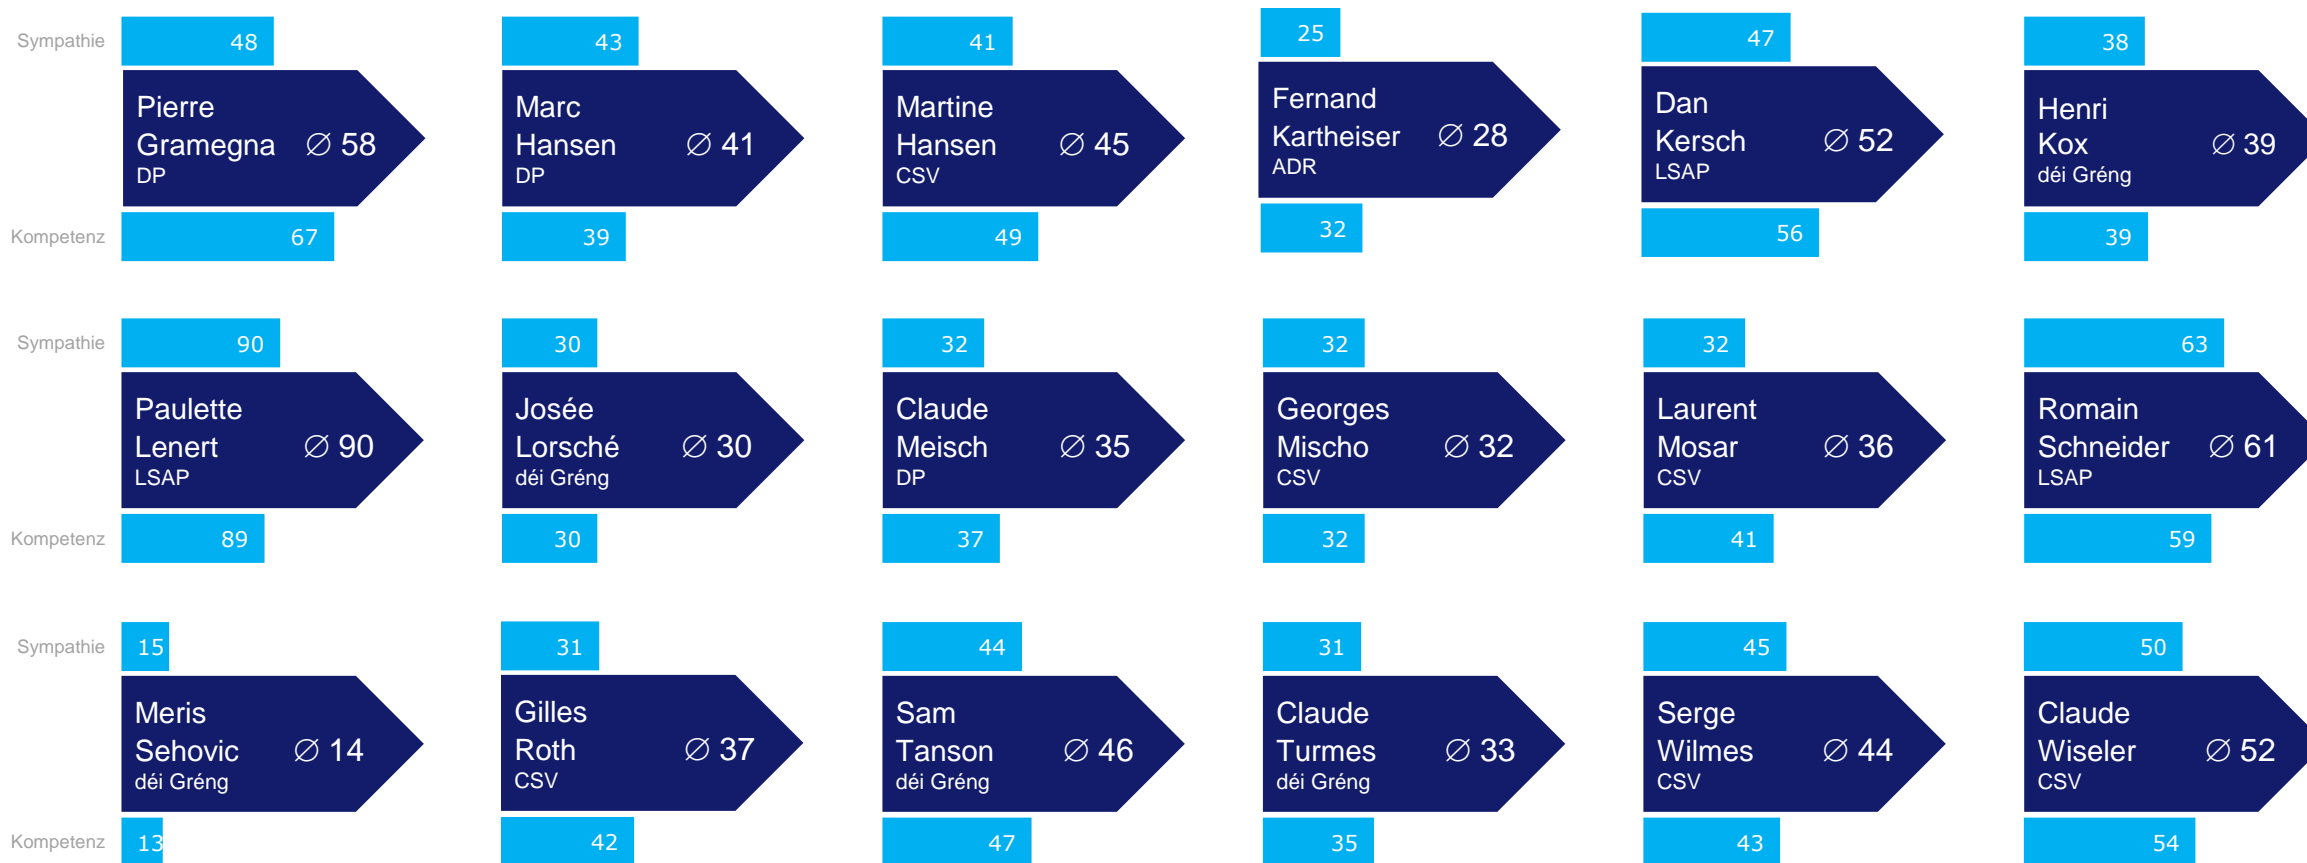 Sympathie
48
Pierre
Gramegna
DP
∅ 58
Kompetenz
67
43
Marc
Hansen
DP
∅ 41
39
41
Martine
Hansen
CSV
∅ 45
49
25
Fernand
Kartheiser
ADR
∅ 28
32
47
Dan
Kersch
LSAP
∅ 52
56
38
Henri
Kox
déi Gréng
∅ 39
39
Sympathie
90
Paulette
Lenert
LSAP
∅ 90
Kompetenz
89
30
Josée
Lorsché
déi Gréng
∅ 30
30
32
Claude
Meisch
DP
∅ 35
37
32
Georges
Mischo
CSV
∅ 32
32
32
Laurent
Mosar
CSV
∅ 36
41
63
Romain
Schneider
LSAP
∅ 61
59
Sympathie
15
Meris
Sehovic
déi Gréng
∅ 14
Kompetenz
13
31
Gilles
Roth
CSV
∅ 37
42
44
Sam
Tanson
déi Gréng
∅ 46
47
31
Claude
Turmes
déi Gréng
∅ 33
35
45
Serge
Wilmes
CSV
∅ 44
43
50
Claude
Wiseler
CSV
∅ 52
54